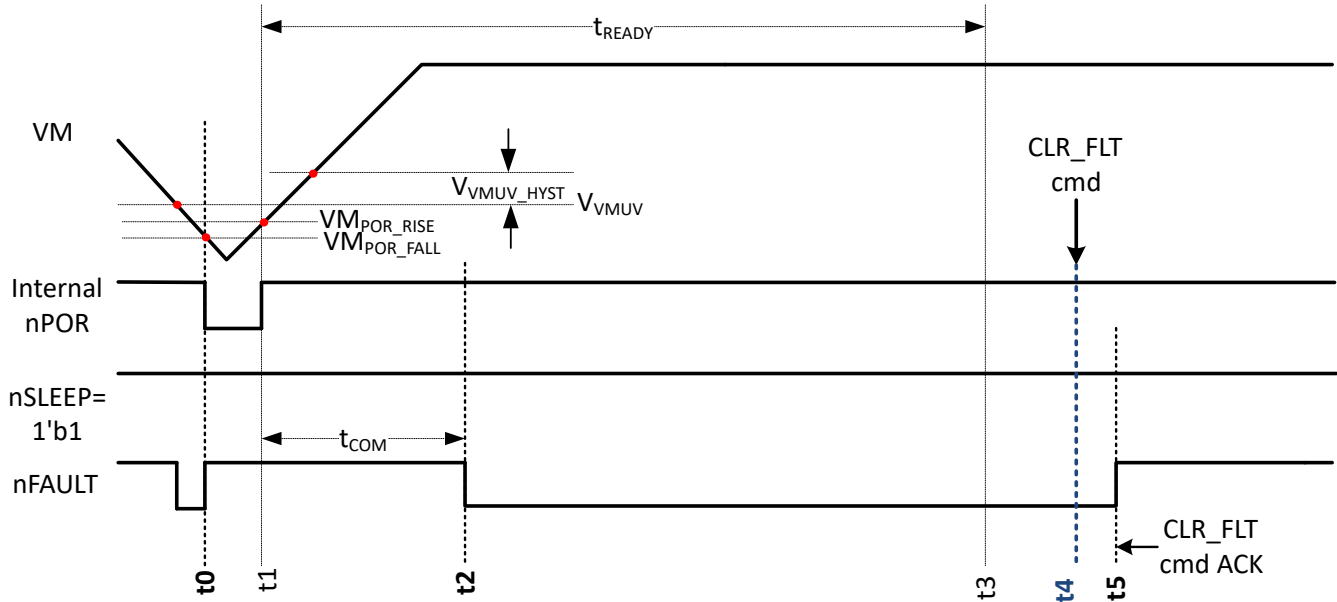 tREADY
VM
CLR_FLT
cmd
VVMUV_HYST
VVMUV
VMPOR_RISE
VMPOR_FALL
Internal
nPOR
nSLEEP=
1'b1
tCOM
nFAULT
CLR_FLT
cmd ACK
t0
t1
t2
t3
t4
t5